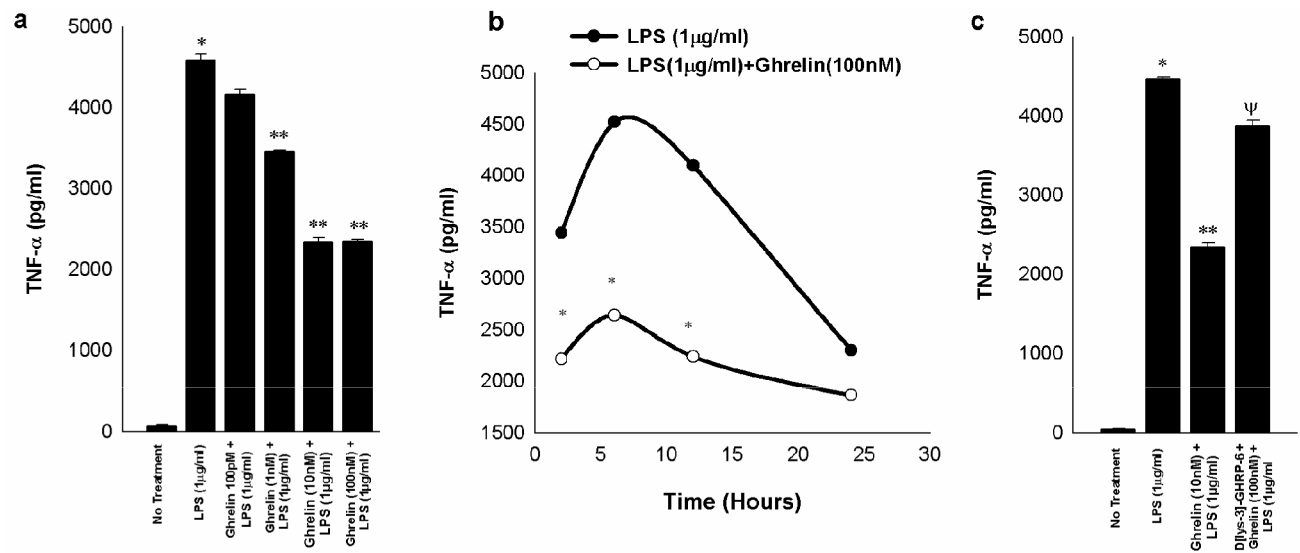 a
5000
4000
3000
2000
1000
0
TNF-α (pg/ml)
*
**
**
**
No Treatment
LPS (1μg/ml)
Ghrelin 100pM +
LPS (1μg/ml)
Ghrelin (1nM) +
LPS (1μg/ml)
Ghrelin (10nM) +
LPS (1μg/ml)
Ghrelin (100nM) +
LPS (1μg/ml)
b
LPS (1μg/ml)
LPS(1μg/ml)+Ghrelin(100nM)
5000
4500
4000
3500
3000
2500
2000
1500
TNF-α (pg/ml)
*
*
*
0
5
10
15
20
25
30
Time (Hours)
c
5000
4000
3000
2000
1000
0
TNF-α (pg/ml)
*
**
Ψ
No Treatment
LPS (1μg/ml)
Ghrelin (10nM) +
LPS (1μg/ml)
D[lys-3]-GHRP-6+
Ghrelin (100nM) +
LPS (1μg/ml